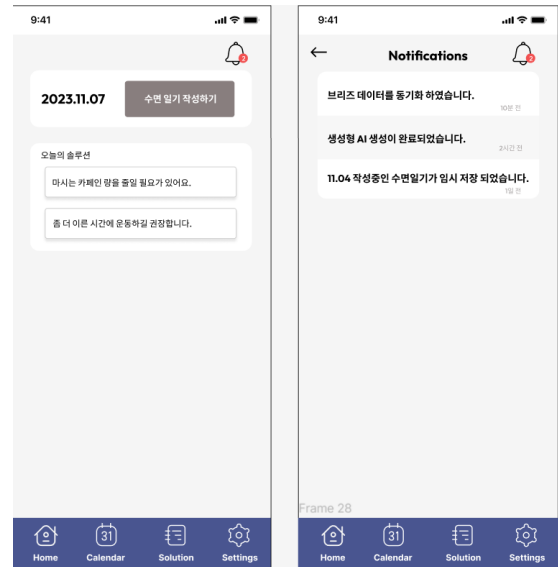 9:41
2
2023.11.07
수면 일기 작성하기
오늘의 솔루션
마시는 카페인 량을 줄일 필요가 있어요.
좀 더 이른 시간에 운동하길 권장합니다.
Home
31
Calendar
Solution
Settings
9:41
Notifications
2
브리즈 데이터를 동기화 하였습니다.
10분 전
생성형 AI 생성이 완료되었습니다.
2시간 전
11.04 작성중인 수면일기가 임시 저장 되었습니다.
1일 전
Frame 28
Home
31
Calendar
Solution
Settings